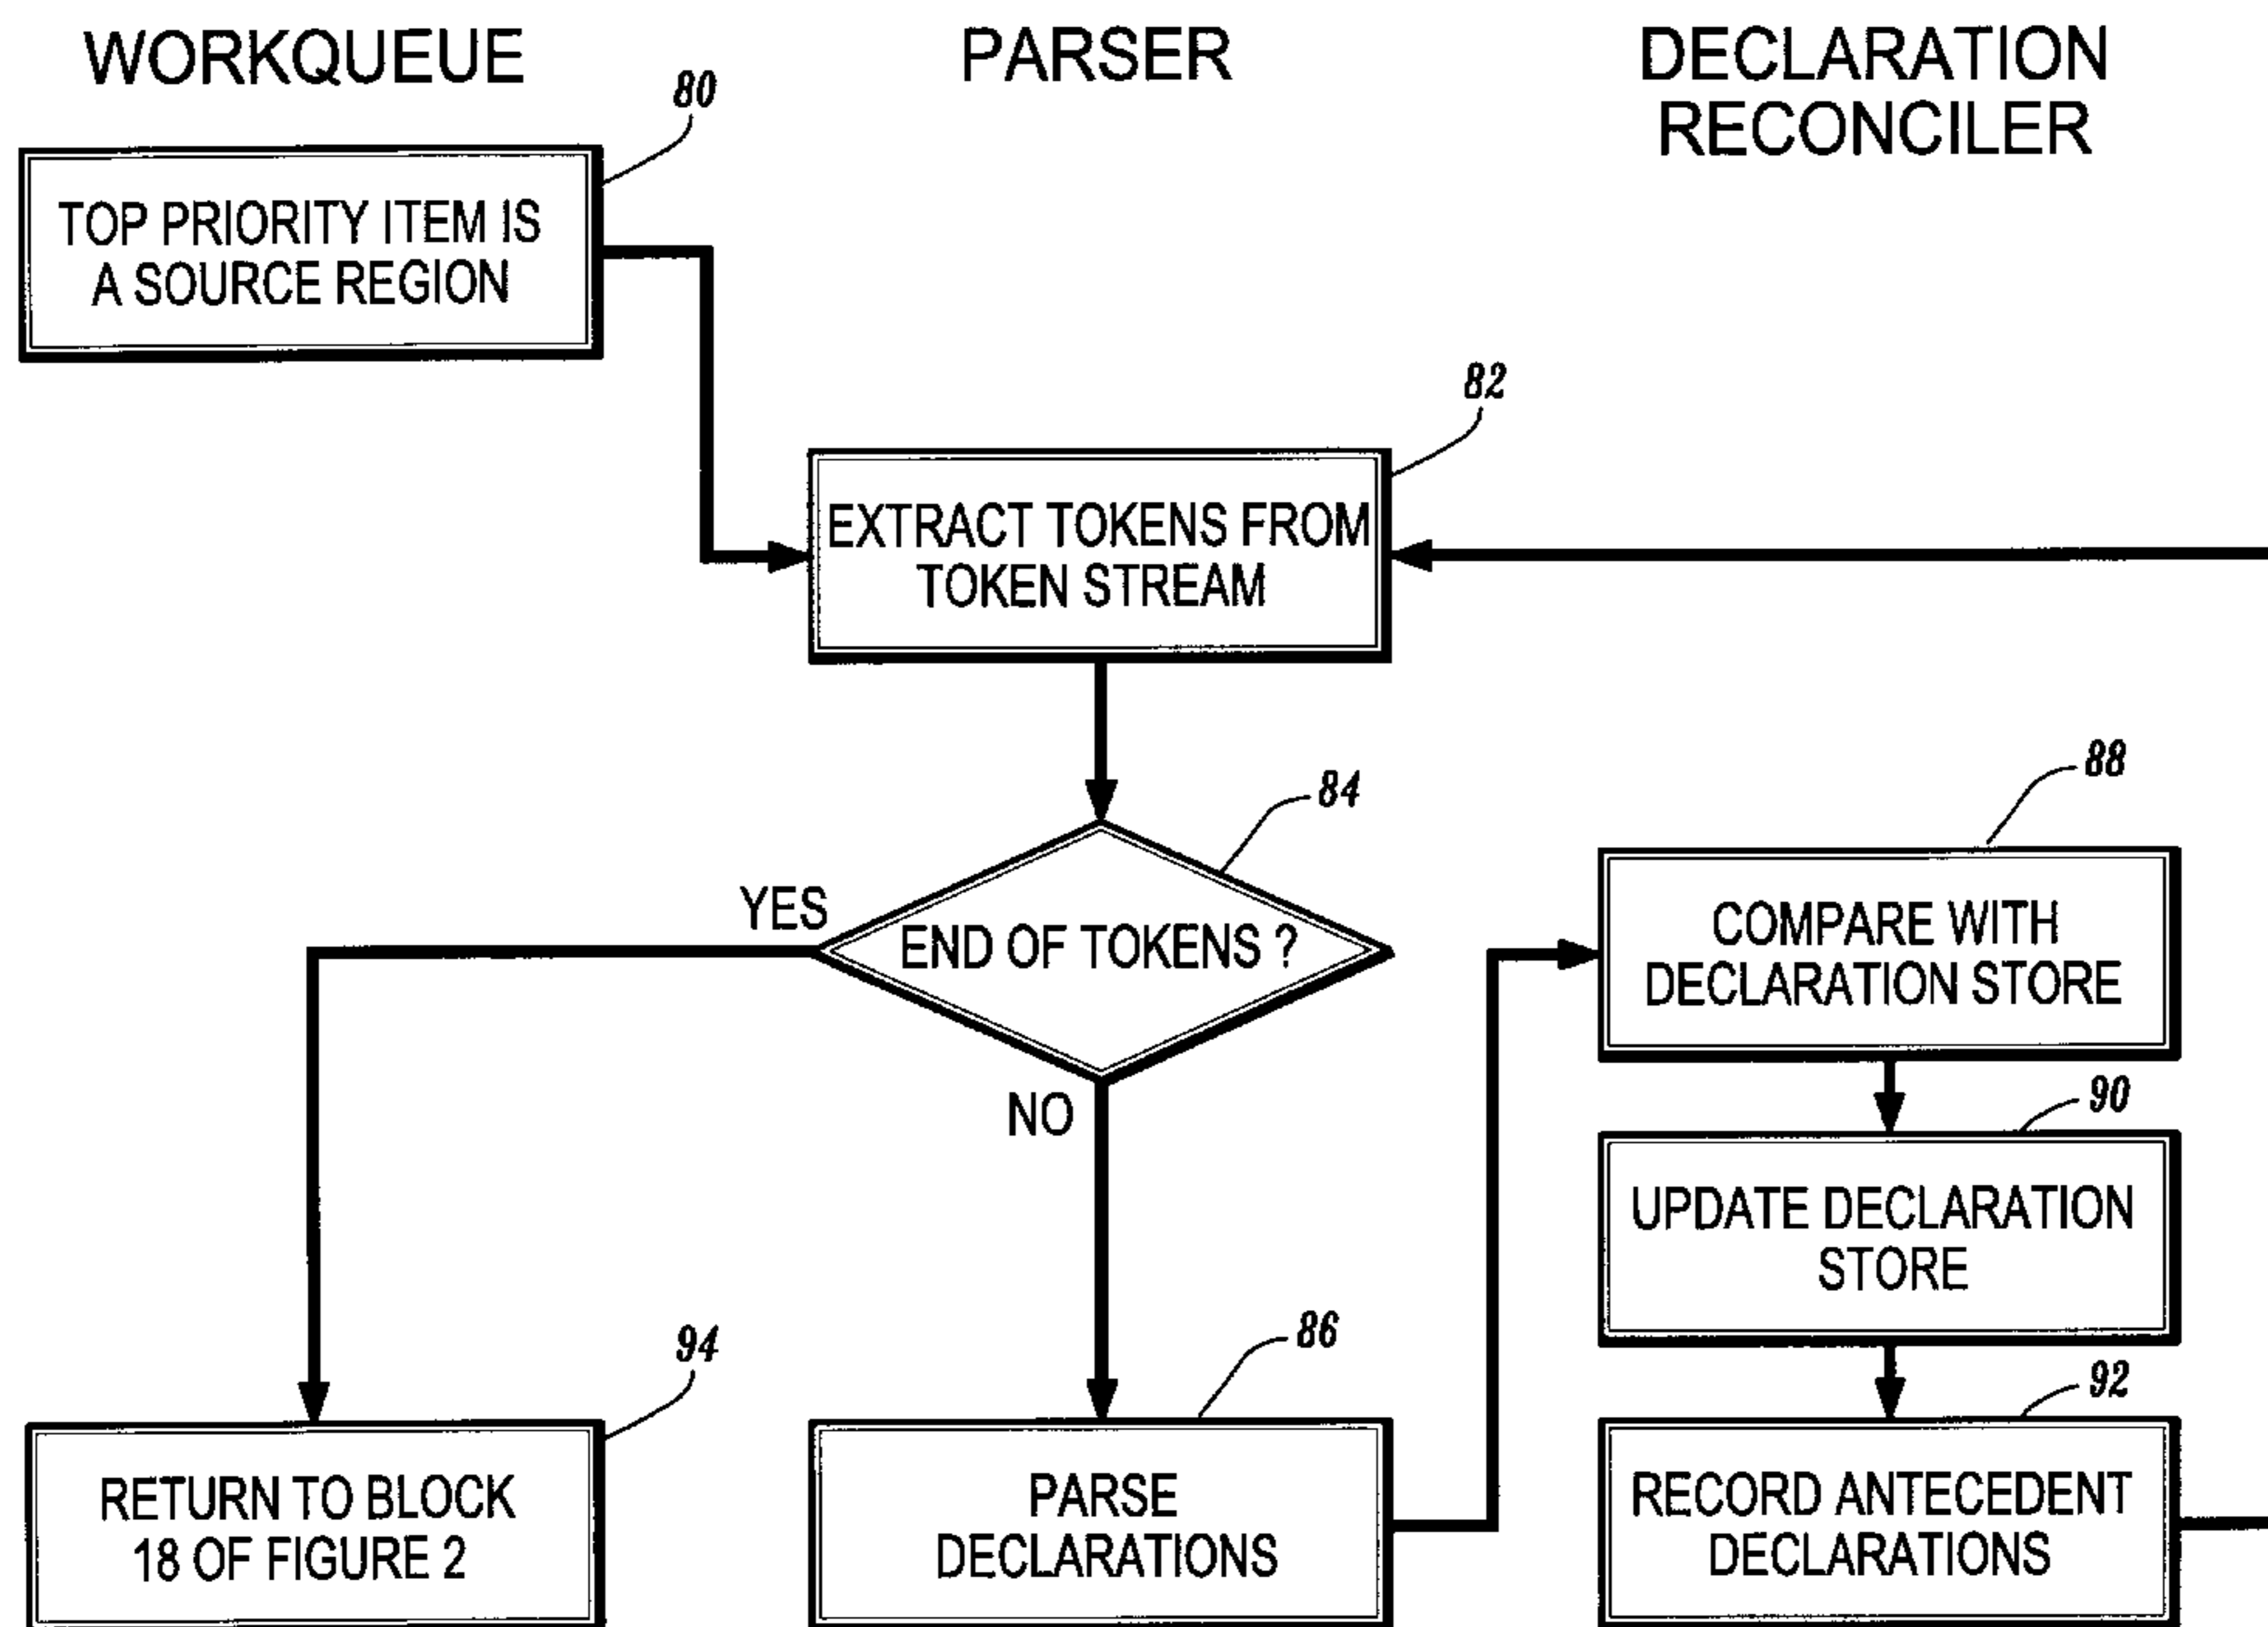 WORKQUEUE
PARSER
DECLARATION
RECONCILER
80
TOP PRIORITY ITEM IS
A SOURCE REGION
82
EXTRACT TOKENS FROM
TOKEN STREAM
84
END OF TOKENS ?
YES
NO
88
COMPARE WITH
DECLARATION STORE
90
UPDATE DECLARATION
STORE
94
RETURN TO BLOCK
18 OF FIGURE 2
86
PARSE
DECLARATIONS
92
RECORD ANTECEDENT
DECLARATIONS